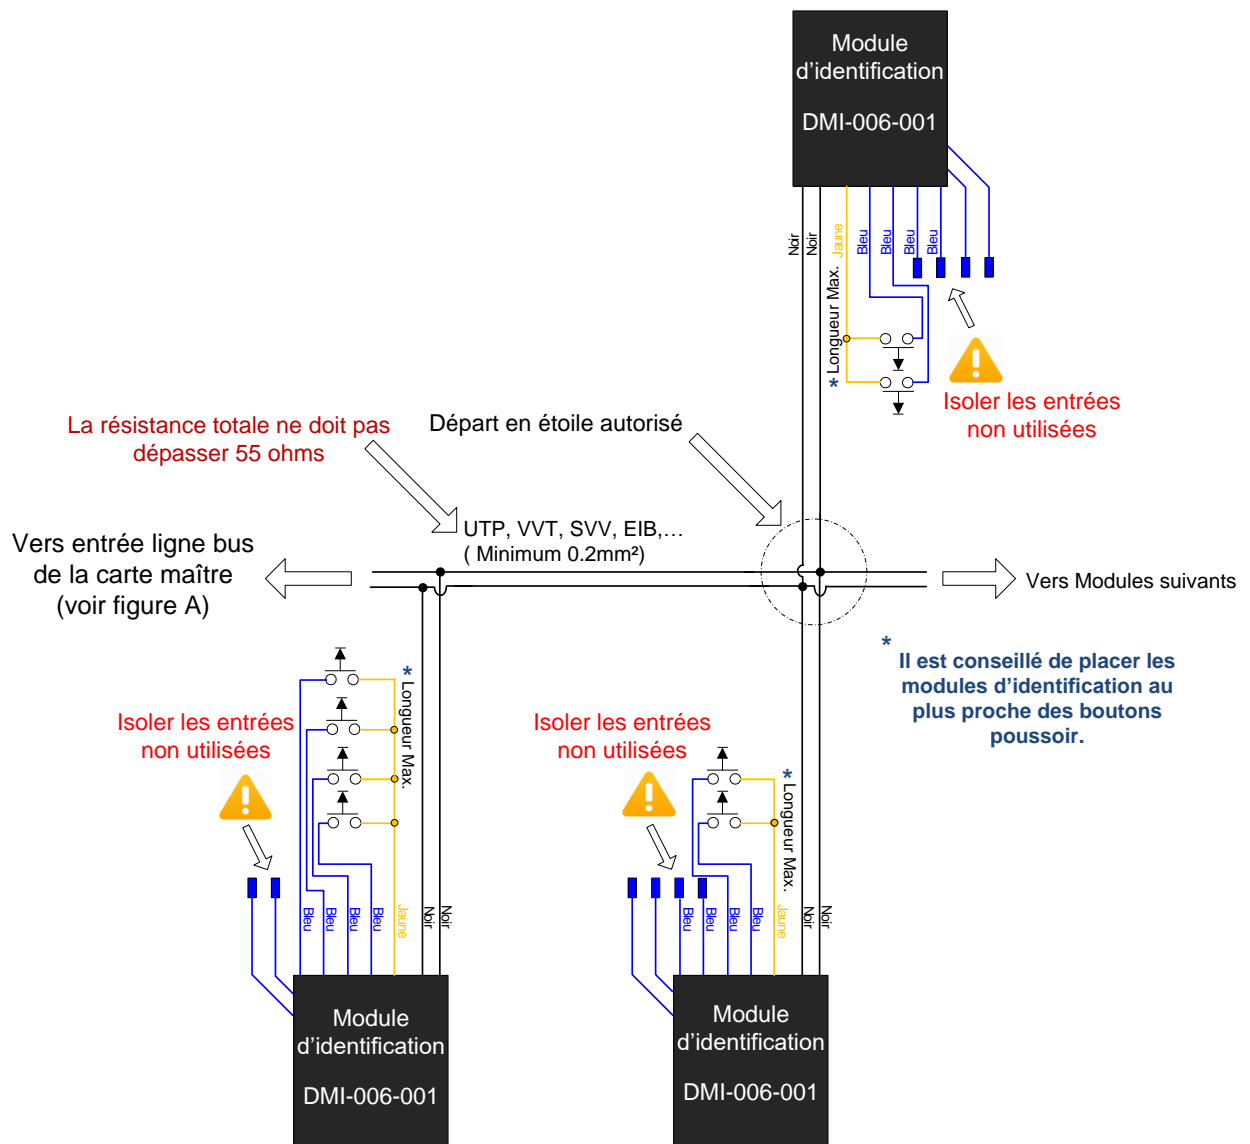 Module
d'identification
DMI-006-001
Noir
Noir
Jaune
Bleu
Bleu
Bleu
Bleu
* Longueur Max.
Isoler les entrées
non utilisées
La résistance totale ne doit pas
dépasser 55 ohms
Départ en étoile autorisé
UTP, VVT, SVV, EIB,…
( Minimum 0.2mm²)
Vers entrée ligne bus
de la carte maître
(voir figure A)
Vers Modules suivants
*
Il est conseillé de placer les
modules d'identification au
plus proche des boutons
poussoir.
Isoler les entrées
non utilisées
* Longueur Max.
Bleu
Bleu
Bleu
Bleu
Jaune
Noir
Noir
Module
d'identification
DMI-006-001
Isoler les entrées
non utilisées
* Longueur Max.
Bleu
Bleu
Bleu
Bleu
Jaune
Noir
Noir
Module
d'identification
DMI-006-001